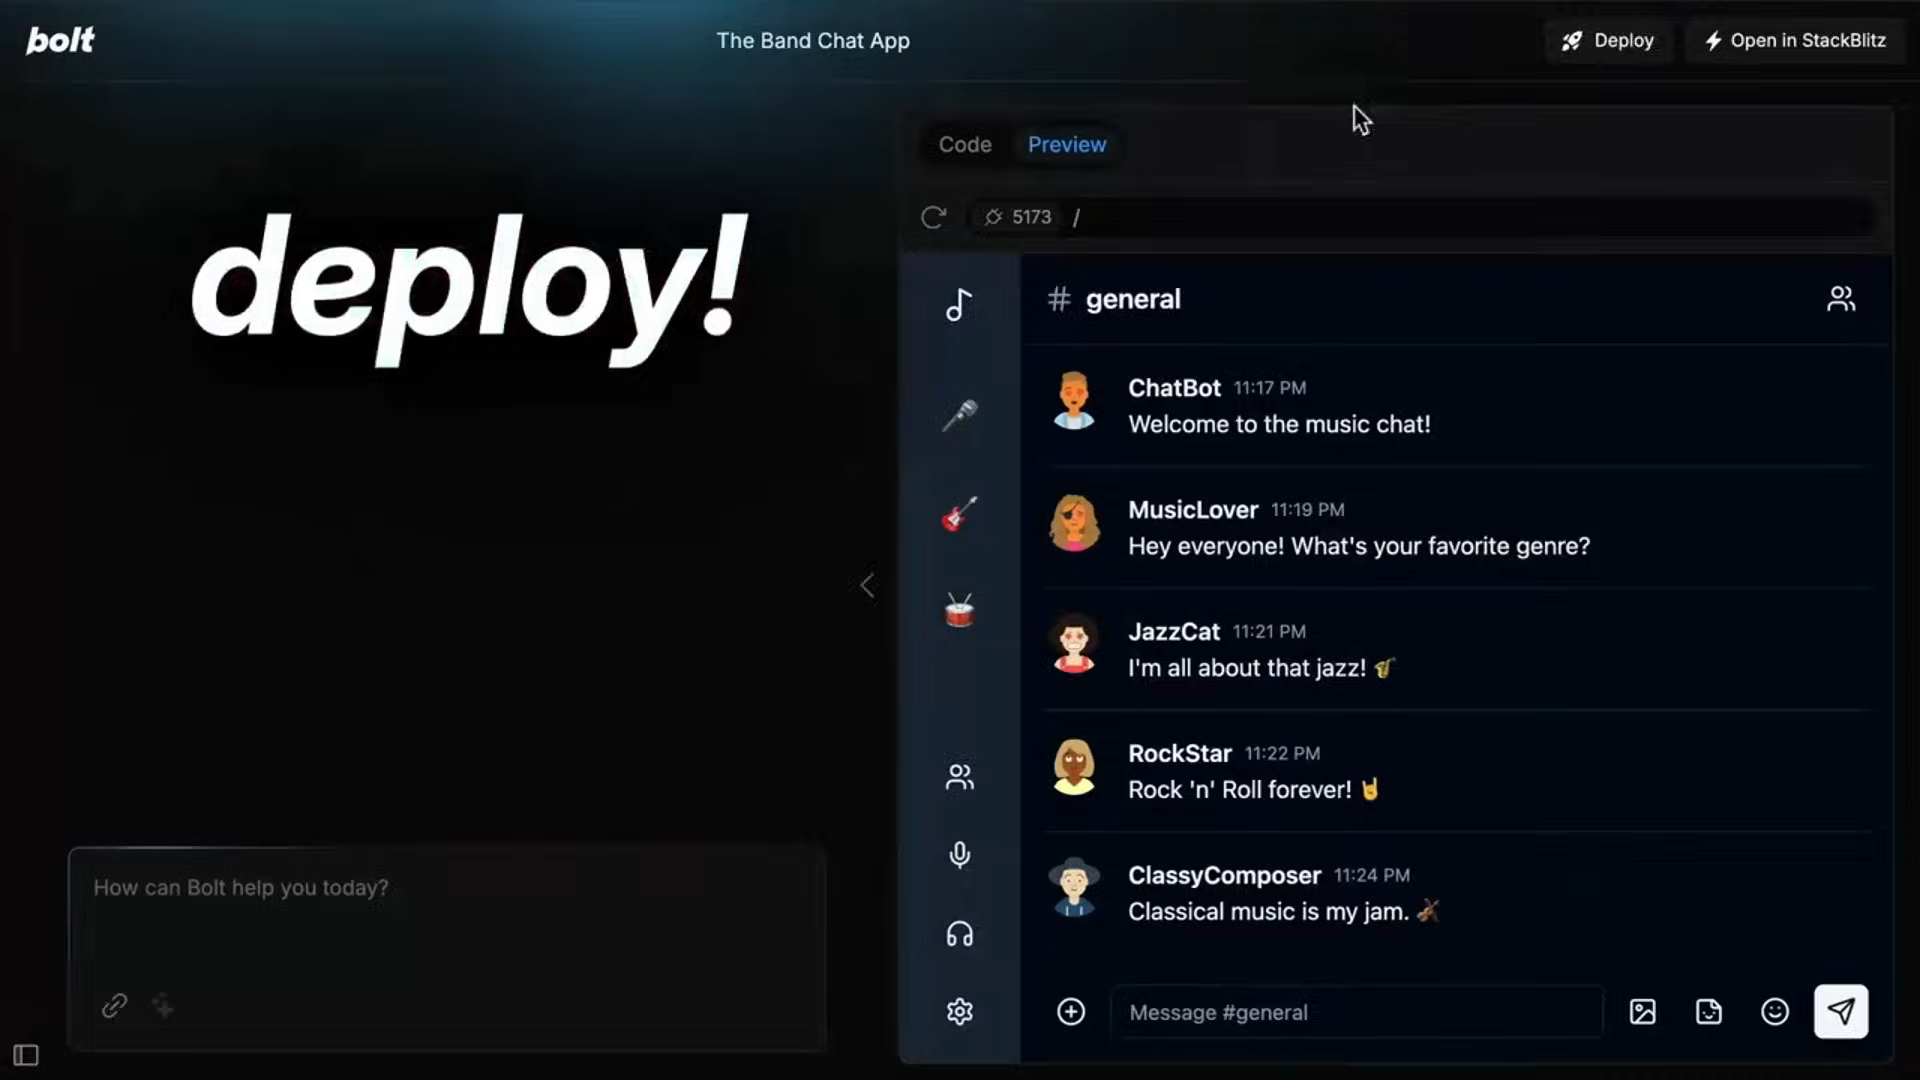 bolt
The Band Chat App
Deploy
Open in StackBlitz
deploy!
Code
Preview
5173 /
# general
ChatBot 11:17 PM
Welcome to the music chat!
MusicLover 11:19 PM
Hey everyone! What's your favorite genre?
JazzCat 11:21 PM
I'm all about that jazz! 🎷
RockStar 11:22 PM
Rock 'n' Roll forever! 🤘
ClassyComposer 11:24 PM
Classical music is my jam. 🎻
How can Bolt help you today?
Message #general